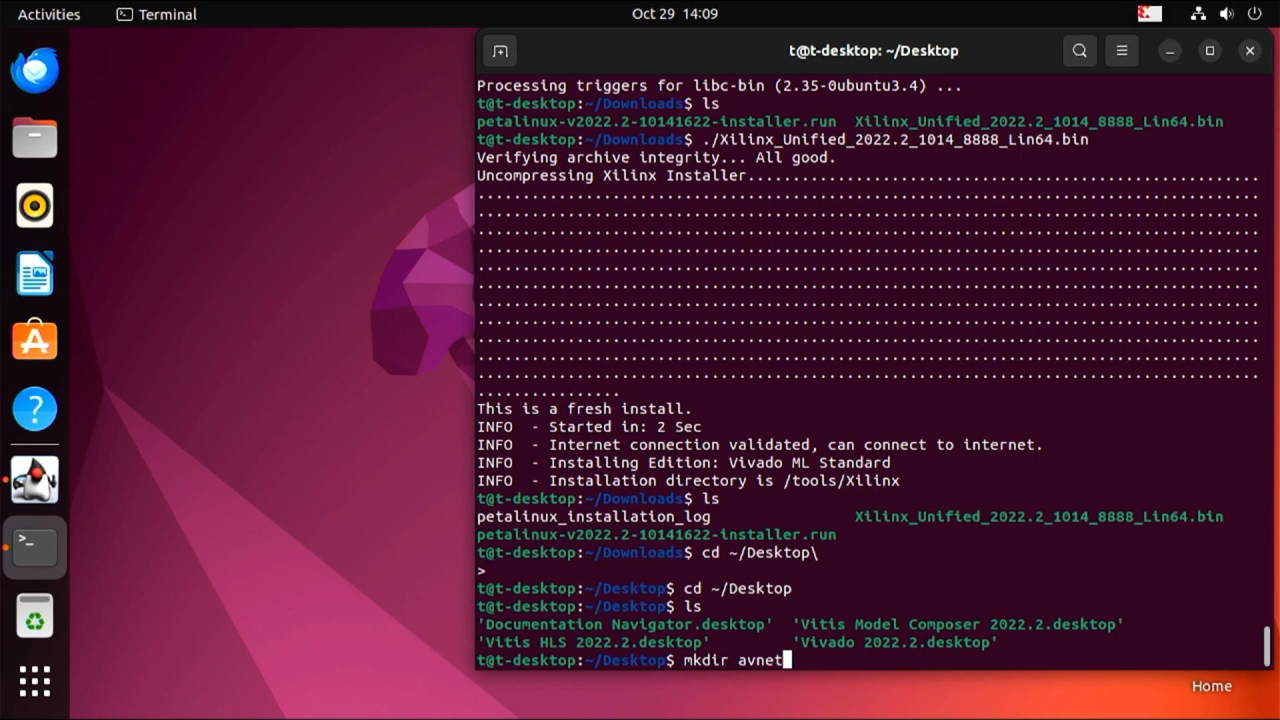 Activities
Terminal
Oct 29 14:09
t@t-desktop: ~/Desktop
Processing triggers for libc-bin (2.35-0ubuntu3.4) ...
t@t-desktop:~/Downloads$ ls
petalinux-v2022.2-10141622-installer.run  Xilinx_Unified_2022.2_1014_8888_Lin64.bin
t@t-desktop:~/Downloads$ ./Xilinx_Unified_2022.2_1014_8888_Lin64.bin
Verifying archive integrity... All good.
Uncompressing Xilinx Installer.......................................................
.......................................................................................
.......................................................................................
.......................................................................................
.......................................................................................
.......................................................................................
.......................................................................................
.......................................................................................
.......................................................................................
.......................................................................................
.......................................................................................
.......................................................................................
................
This is a fresh install.
INFO  - Started in: 2 Sec
INFO  - Internet connection validated, can connect to internet.
INFO  - Installing Edition: Vivado ML Standard
INFO  - Installation directory is /tools/Xilinx
t@t-desktop:~/Downloads$ ls
petalinux_installation_log                Xilinx_Unified_2022.2_1014_8888_Lin64.bin
petalinux-v2022.2-10141622-installer.run
t@t-desktop:~/Downloads$ cd ~/Desktop\
>
t@t-desktop:~/Desktop$ cd ~/Desktop
t@t-desktop:~/Desktop$ ls
'Documentation Navigator.desktop'  'Vitis Model Composer 2022.2.desktop'
'Vitis HLS 2022.2.desktop'         'Vivado 2022.2.desktop'
t@t-desktop:~/Desktop$ mkdir avnet
Home